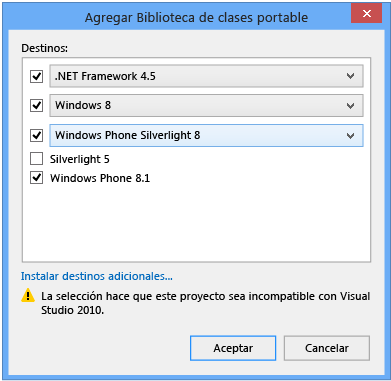 Agregar Biblioteca de clases portable
Destinos:
.NET Framework 4.5
Windows 8
Windows Phone Silverlight 8
Silverlight 5
Windows Phone 8.1
Instalar destinos adicionales...
La selección hace que este proyecto sea incompatible con Visual
Studio 2010.
Aceptar
Cancelar